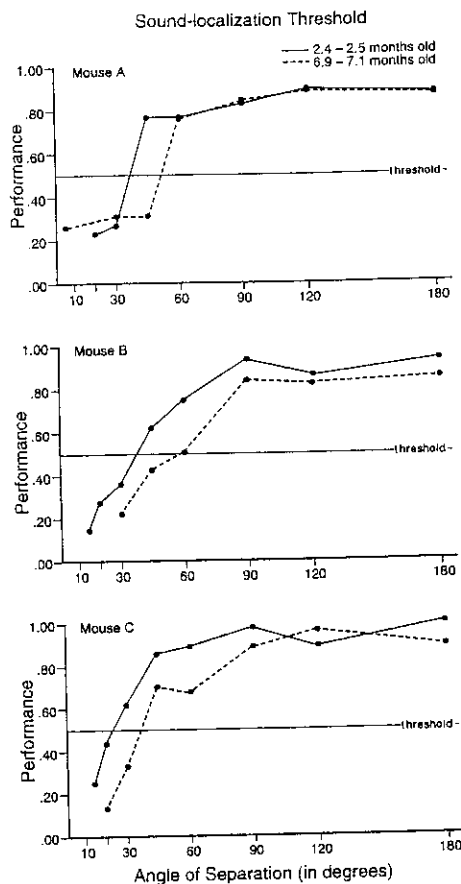 Sound-localization Threshold
2.4 – 2.5 months old
6.9 – 7.1 months old
Mouse A
1.00
.80
.60
.40
.20
.00
Performance
threshold
10 30 60 90 120 180
Mouse B
1.00
.80
.60
.40
.20
.00
Performance
threshold
10 30 60 90 120 180
Mouse C
1.00
.80
.60
.40
.20
.00
Performance
threshold
10 30 60 90 120 180
Angle of Separation (in degrees)